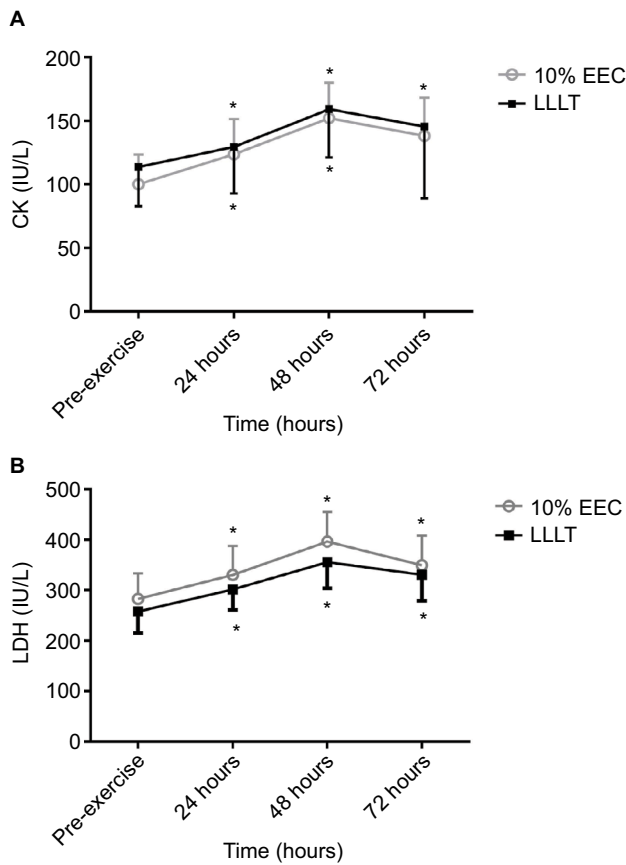 A
200
150
100
50
0
CK (IU/L)
*
*
*
*
*
10% EEC
LLLT
Pre-exercise
24 hours
48 hours
72 hours
Time (hours)
B
500
400
300
200
100
0
LDH (IU/L)
*
*
*
*
*
*
10% EEC
LLLT
Pre-exercise
24 hours
48 hours
72 hours
Time (hours)